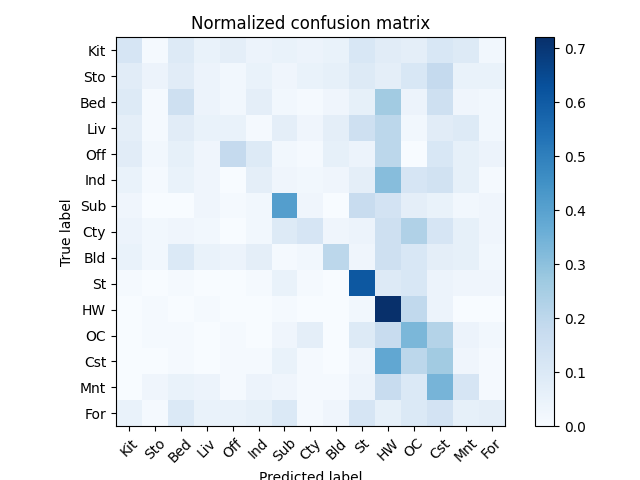 Normalized confusion matrix
True label
Kit
Sto
Bed
Liv
Off
Ind
Sub
Cty
Bld
St
HW
OC
Cst
Mnt
For
Kit Sto Bed Liv Off Ind Sub Cty Bld St HW OC Cst Mnt For
Predicted label
0.7
0.6
0.5
0.4
0.3
0.2
0.1
0.0